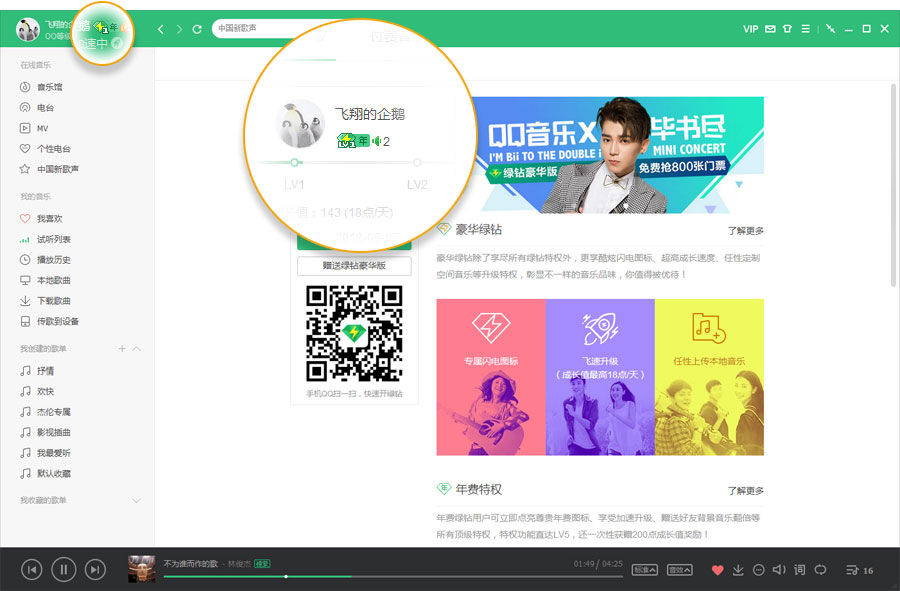 飞翔的企鹅
QQ等级
加速中
中国新歌声
VIP
在线音乐
音乐馆
电台
MV
个性电台
中国新歌声
我的音乐
我喜欢
试听列表
播放历史
本地歌曲
下载歌曲
传歌到设备
我创建的歌单
抒情
欢快
杰伦专属
影视插曲
我最爱听
默认收藏
我收藏的歌单
飞翔的企鹅
年 2
LV1 LV2
值：143 (18点/天)
赠送绿钻豪华版
手机QQ扫一扫，快速开绿钻
QQ音乐X 毕书尽
I'M Bii TO THE DOUBLE i MINI CONCERT
绿钻豪华版 免费抢800张门票
豪华绿钻 了解更多
豪华绿钻除了享尽所有绿钻特权外，更享酷炫闪电图标、超高成长速度、任性定制
空间音乐等升级特权，彰显不一样的音乐品味，你值得被优待！
专属闪电图标
飞速升级
（成长值最高18点/天）
任性上传本地音乐
年费特权 了解更多
年费绿钻用户可立即点亮尊贵年费图标、享受加速升级、赠送好友背景音乐翻倍等
所有顶级特权，特权功能直达LV5，还一次性获赠200点成长值奖励！
不为谁而作的歌 - 林俊杰
01:49 / 04:25
标准
音效
词
16